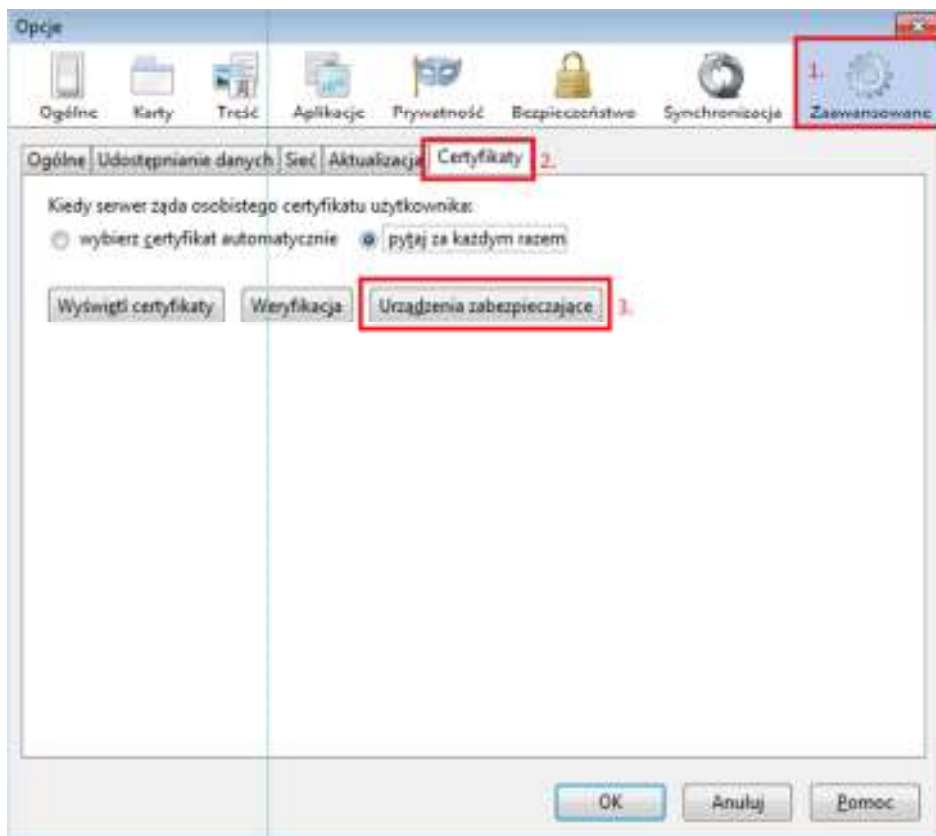 Opcje
1.
Ogólne Karty Treść Aplikacje Prywatność Bezpieczeństwo Synchronizacja Zaawansowane
Ogólne Udostępnianie danych Sieć Aktualizacja Certyfikaty 2.
Kiedy serwer żąda osobistego certyfikatu użytkownika:
wybierz certyfikat automatycznie pytaj za każdym razem
Wyświetl certyfikaty Weryfikacja Urządzenia zabezpieczające 3.
OK Anuluj Pomoc